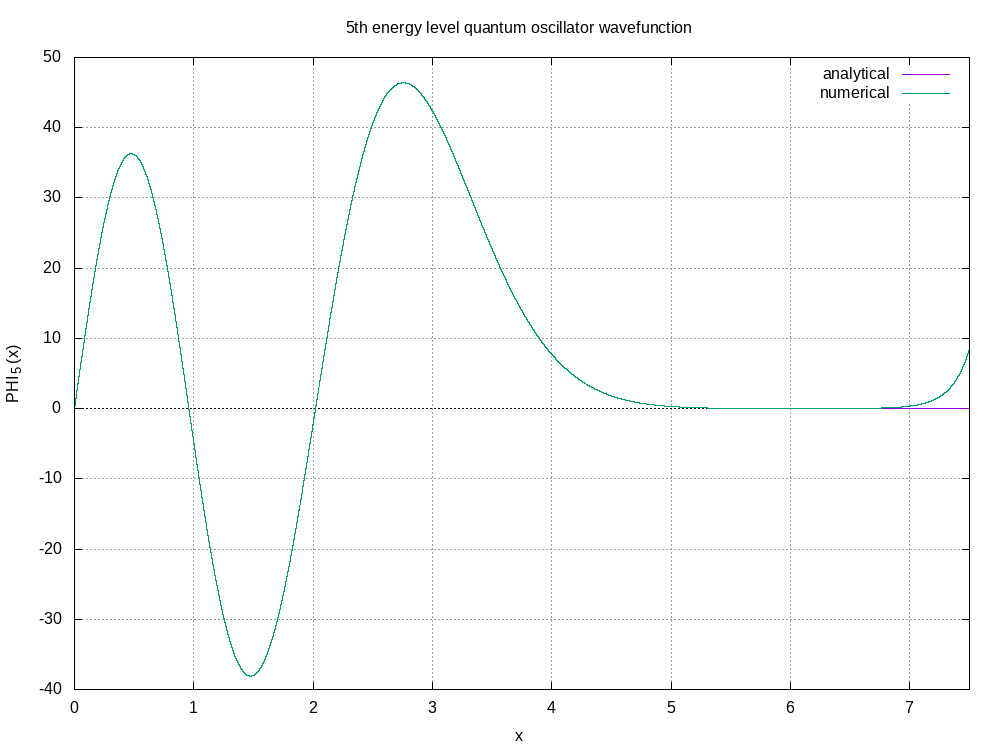 5th energy level quantum oscillator wavefunction
analytical
numerical
50
40
30
20
10
0
-10
-20
-30
-40
PHI₅(x)
0 1 2 3 4 5 6 7
x